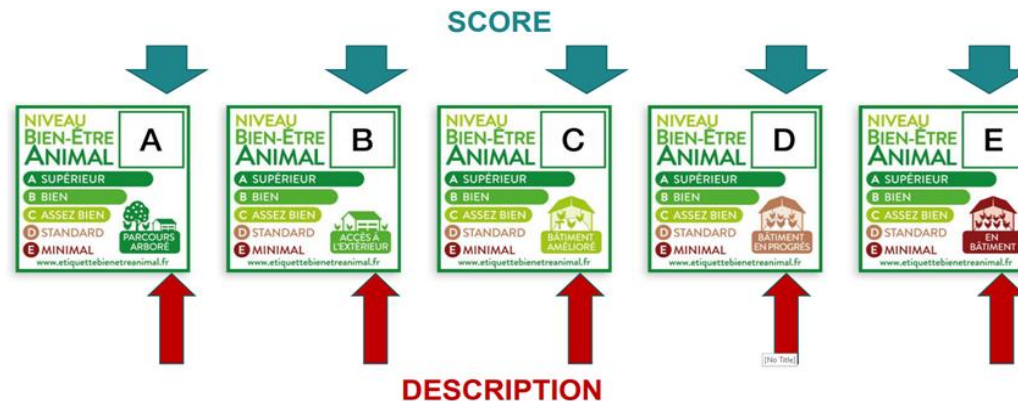 SCORE
NIVEAU
BIEN-ÊTRE
ANIMAL
A
A SUPÉRIEUR
B BIEN
C ASSEZ BIEN
D STANDARD
E MINIMAL
PARCOURS
ARBORÉ
www.etiquettebienetreanimal.fr
NIVEAU
BIEN-ÊTRE
ANIMAL
B
A SUPÉRIEUR
B BIEN
C ASSEZ BIEN
D STANDARD
E MINIMAL
ACCÈS À
L'EXTÉRIEUR
www.etiquettebienetreanimal.fr
NIVEAU
BIEN-ÊTRE
ANIMAL
C
A SUPÉRIEUR
B BIEN
C ASSEZ BIEN
D STANDARD
E MINIMAL
BÂTIMENT
AMÉLIORÉ
www.etiquettebienetreanimal.fr
NIVEAU
BIEN-ÊTRE
ANIMAL
D
A SUPÉRIEUR
B BIEN
C ASSEZ BIEN
D STANDARD
E MINIMAL
BÂTIMENT
EN PROGRÈS
www.etiquettebienetreanimal.fr
NIVEAU
BIEN-ÊTRE
ANIMAL
E
A SUPÉRIEUR
B BIEN
C ASSEZ BIEN
D STANDARD
E MINIMAL
EN
BÂTIMENT
www.etiquettebienetreanimal.fr
[No Title]
DESCRIPTION